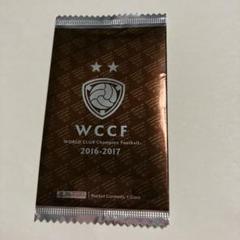 WCCF
WORLD CLUB Champion Football
2016-2017